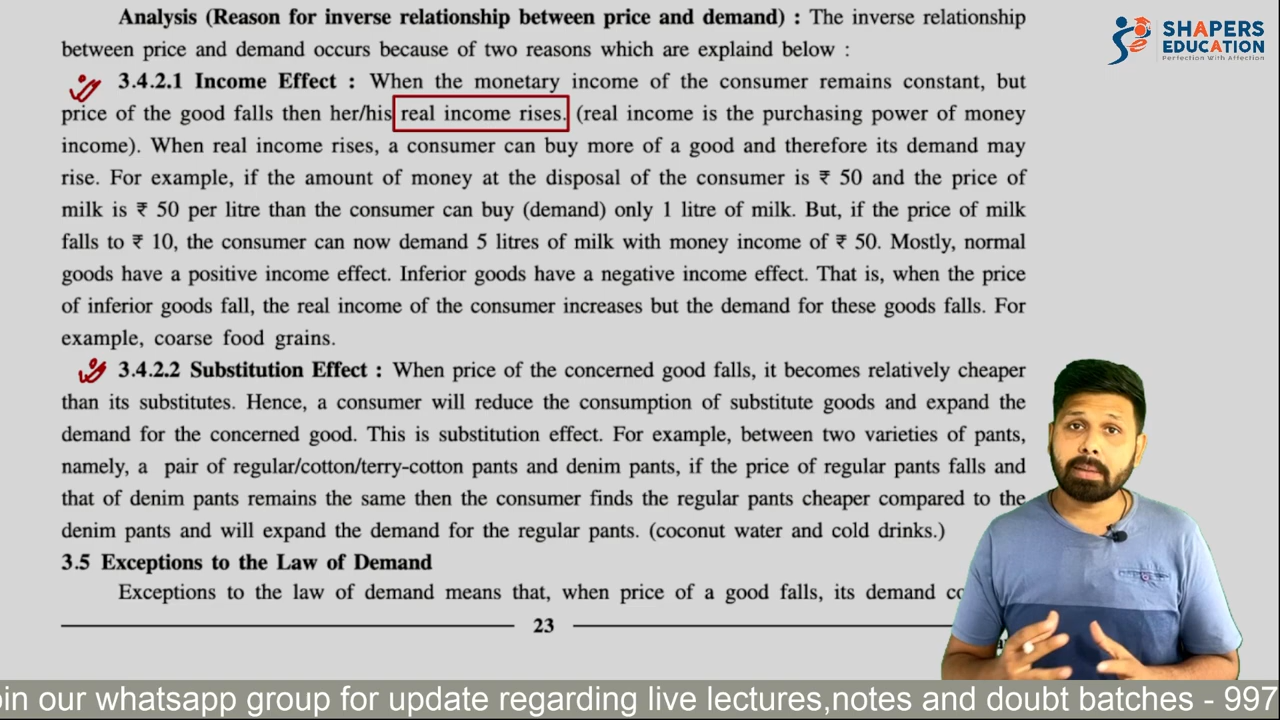 Analysis (Reason for inverse relationship between price and demand) : The inverse relationship
between price and demand occurs because of two reasons which are explaind below :
3.4.2.1 Income Effect : When the monetary income of the consumer remains constant, but
price of the good falls then her/his real income rises. (real income is the purchasing power of money
income). When real income rises, a consumer can buy more of a good and therefore its demand may
rise. For example, if the amount of money at the disposal of the consumer is ₹ 50 and the price of
milk is ₹ 50 per litre than the consumer can buy (demand) only 1 litre of milk. But, if the price of milk
falls to ₹ 10, the consumer can now demand 5 litres of milk with money income of ₹ 50. Mostly, normal
goods have a positive income effect. Inferior goods have a negative income effect. That is, when the price
of inferior goods fall, the real income of the consumer increases but the demand for these goods falls. For
example, coarse food grains.
3.4.2.2 Substitution Effect : When price of the concerned good falls, it becomes relatively cheaper
than its substitutes. Hence, a consumer will reduce the consumption of substitute goods and expand the
demand for the concerned good. This is substitution effect. For example, between two varieties of pants,
namely, a pair of regular/cotton/terry-cotton pants and denim pants, if the price of regular pants falls and
that of denim pants remains the same then the consumer finds the regular pants cheaper compared to the
denim pants and will expand the demand for the regular pants. (coconut water and cold drinks.)
3.5 Exceptions to the Law of Demand
Exceptions to the law of demand means that, when price of a good falls, its demand
23
SHAPERS
EDUCATION
Perfection With Affection
our whatsapp group for update regarding live lectures,notes and doubt batches - 997